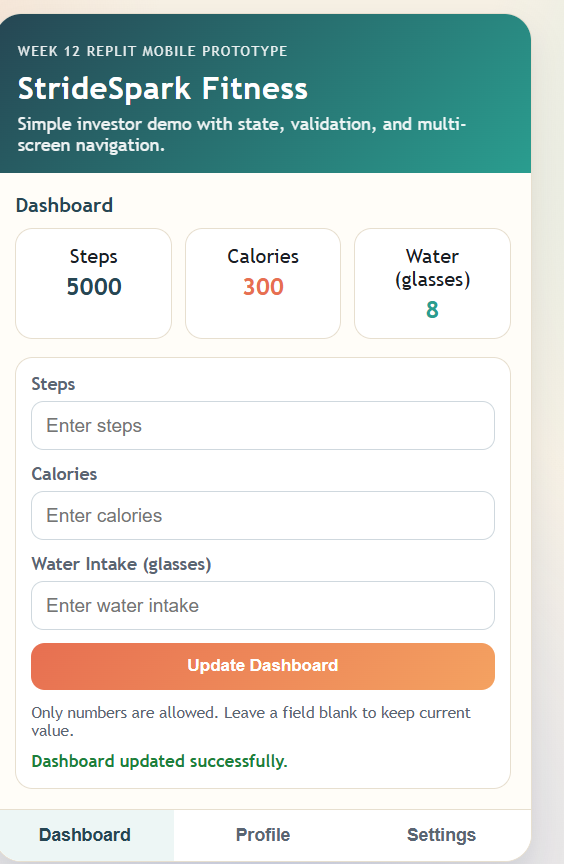 WEEK 12 REPLIT MOBILE PROTOTYPE
StrideSpark Fitness
Simple investor demo with state, validation, and multi-
screen navigation.
Dashboard
Steps
5000
Calories
300
Water
(glasses)
8
Steps
Enter steps
Calories
Enter calories
Water Intake (glasses)
Enter water intake
Update Dashboard
Only numbers are allowed. Leave a field blank to keep current
value.
Dashboard updated successfully.
Dashboard
Profile
Settings